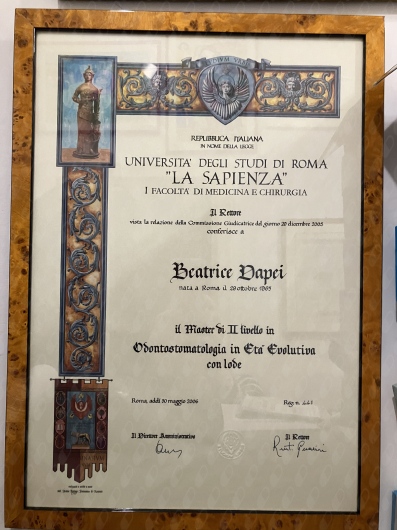 REPUBBLICA ITALIANA
IN NOME DELLA LEGGE
UNIVERSITA' DEGLI STUDI DI ROMA
"LA SAPIENZA"
I FACOLTÀ DI MEDICINA E CHIRURGIA
Il Rettore
vista la relazione della Commissione Giudicatrice del giorno 20 dicembre 2005
conferisce a
Beatrice Dapei
nata a Roma il 29 ottobre 1965
il Master di II livello in
Odontostomatologia in Età Evolutiva
con lode
Roma, addì 30 maggio 2006
Reg. n. 441
Il Direttore Amministrativo
Il Rettore